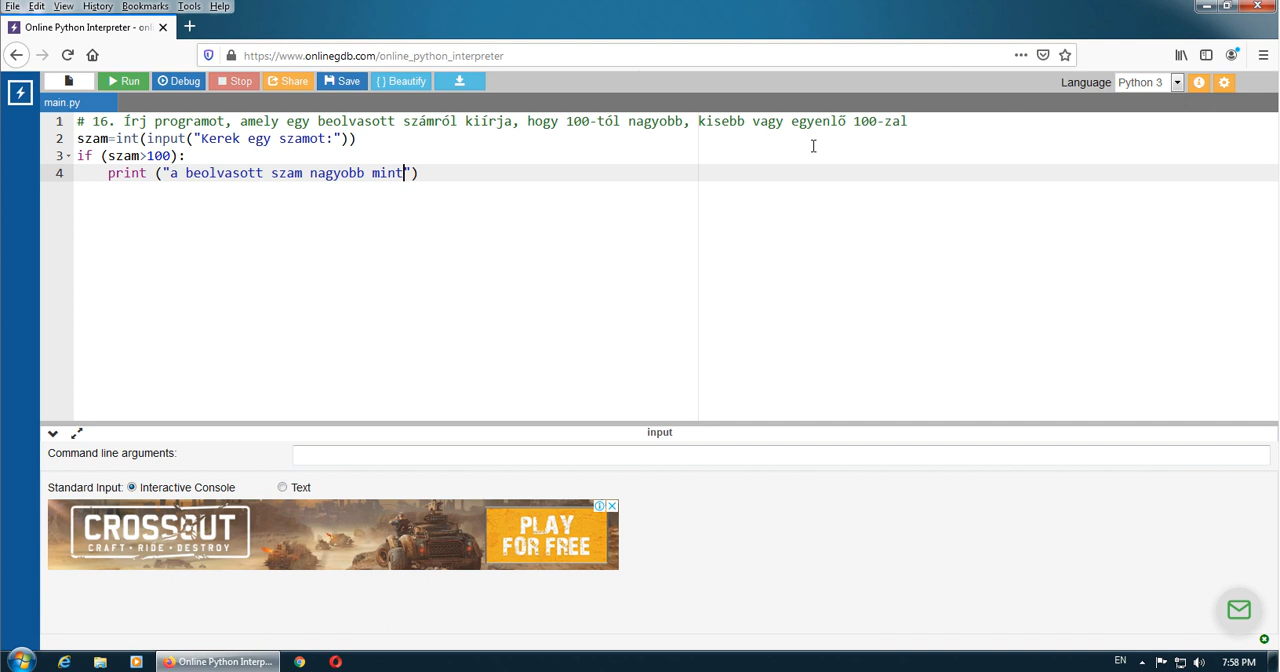 File Edit View History Bookmarks Tools Help
Online Python Interpreter - onl
https://www.onlinegdb.com/online_python_interpreter
Run Debug Stop Share Save { } Beautify Language Python 3
main.py
1 # 16. Írj programot, amely egy beolvasott számról kiírja, hogy 100-tól nagyobb, kisebb vagy egyenlő 100-zal
2 szam=int(input("Kerek egy szamot:"))
3 if (szam>100):
4 print ("a beolvasott szam nagyobb mint")
input
Command line arguments:
Standard Input: Interactive Console Text
CROSSOUT
CRAFT · RIDE · DESTROY
PLAY
FOR FREE
Online Python Interp... EN 7:58 PM